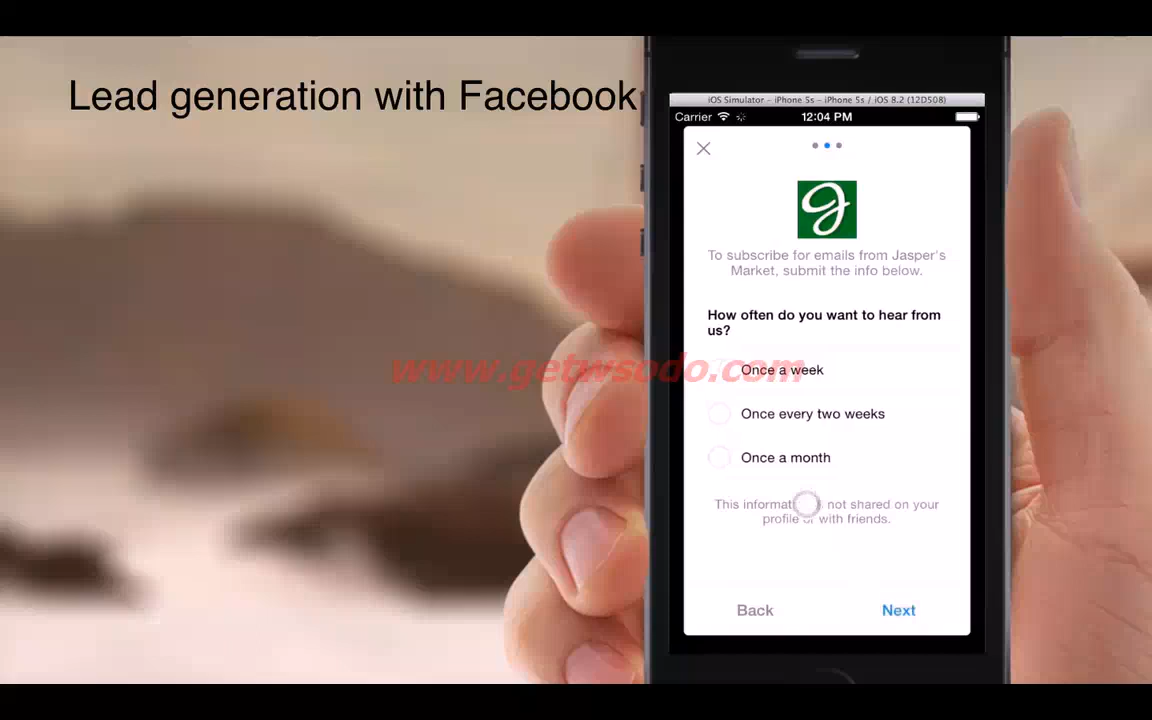 Lead generation with Facebook
iOS Simulator - iPhone 5s - iPhone 5s / iOS 8.2 (12D508)
Carrier 12:04 PM
To subscribe for emails from Jasper's
Market, submit the info below.
How often do you want to hear from
us?
www.getwsodo.com
Once a week
Once every two weeks
Once a month
This informat not shared on your
profile or with friends.
Back Next